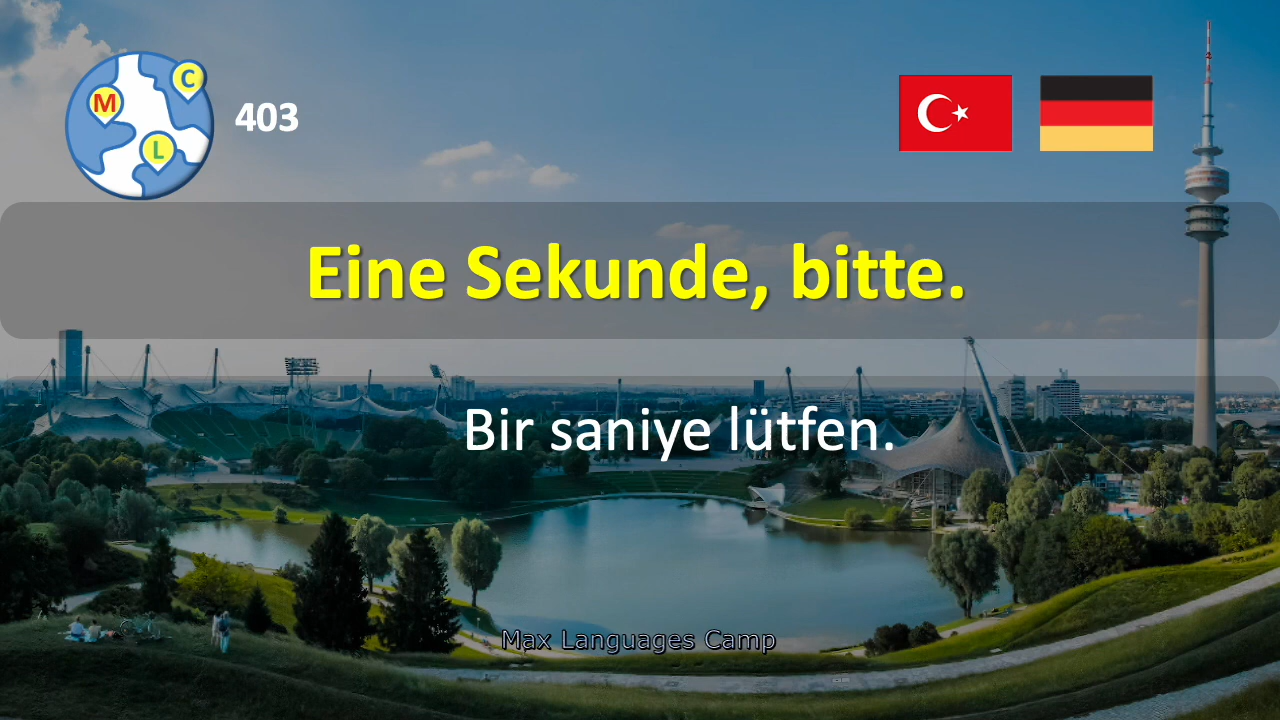 M
C
L
403
Eine Sekunde, bitte.
Bir saniye lütfen.
Max Languages Camp